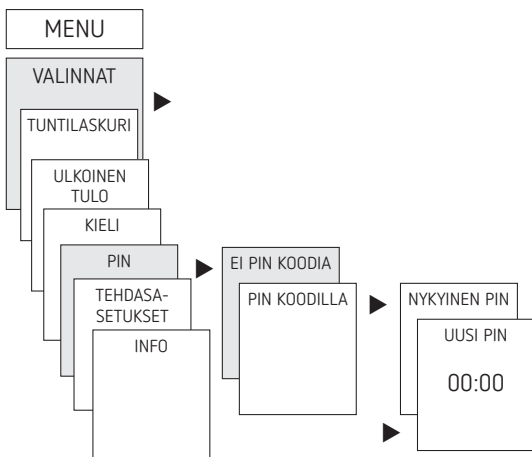 MENU
VALINNAT
TUNTILASKURI
ULKOINEN
TULO
KIELI
PIN
EI PIN KOODIA
TEHDASA-
SETUKSET
PIN KOODILLA
NYKYINEN PIN
INFO
UUSI PIN
00:00